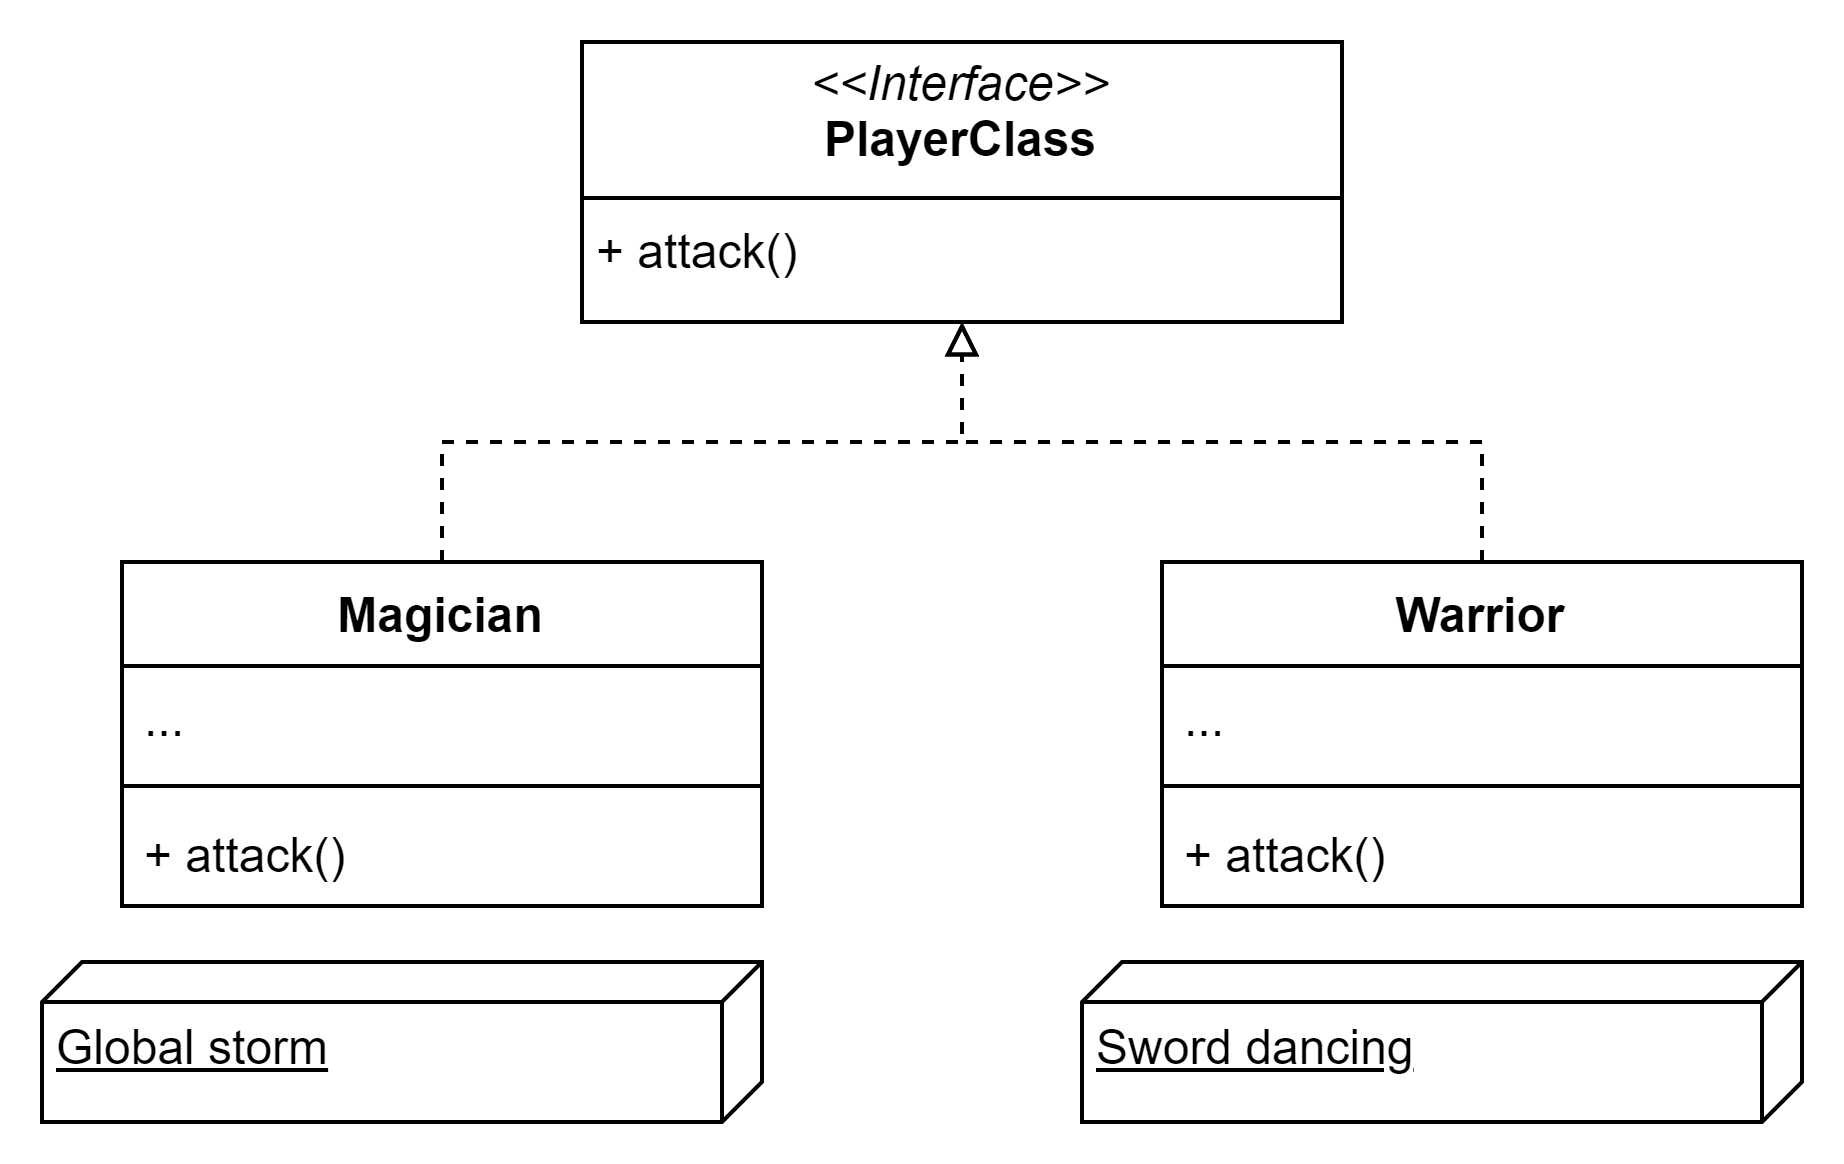 <<Interface>>
PlayerClass
+ attack()
Magician
...
+ attack()
Warrior
...
+ attack()
Global storm
Sword dancing